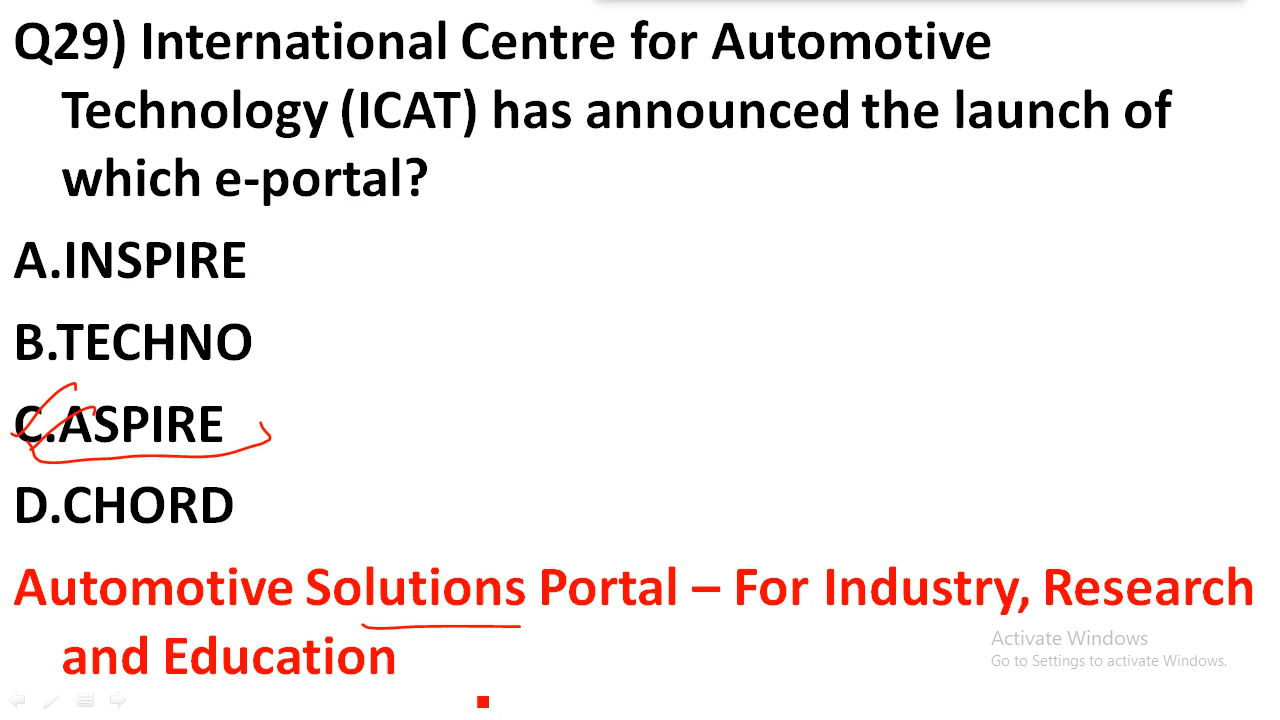 Q29) International Centre for Automotive
Technology (ICAT) has announced the launch of
which e-portal?
A.INSPIRE
B.TECHNO
C.ASPIRE
D.CHORD
Automotive Solutions Portal – For Industry, Research
and Education
Activate Windows
Go to Settings to activate Windows.